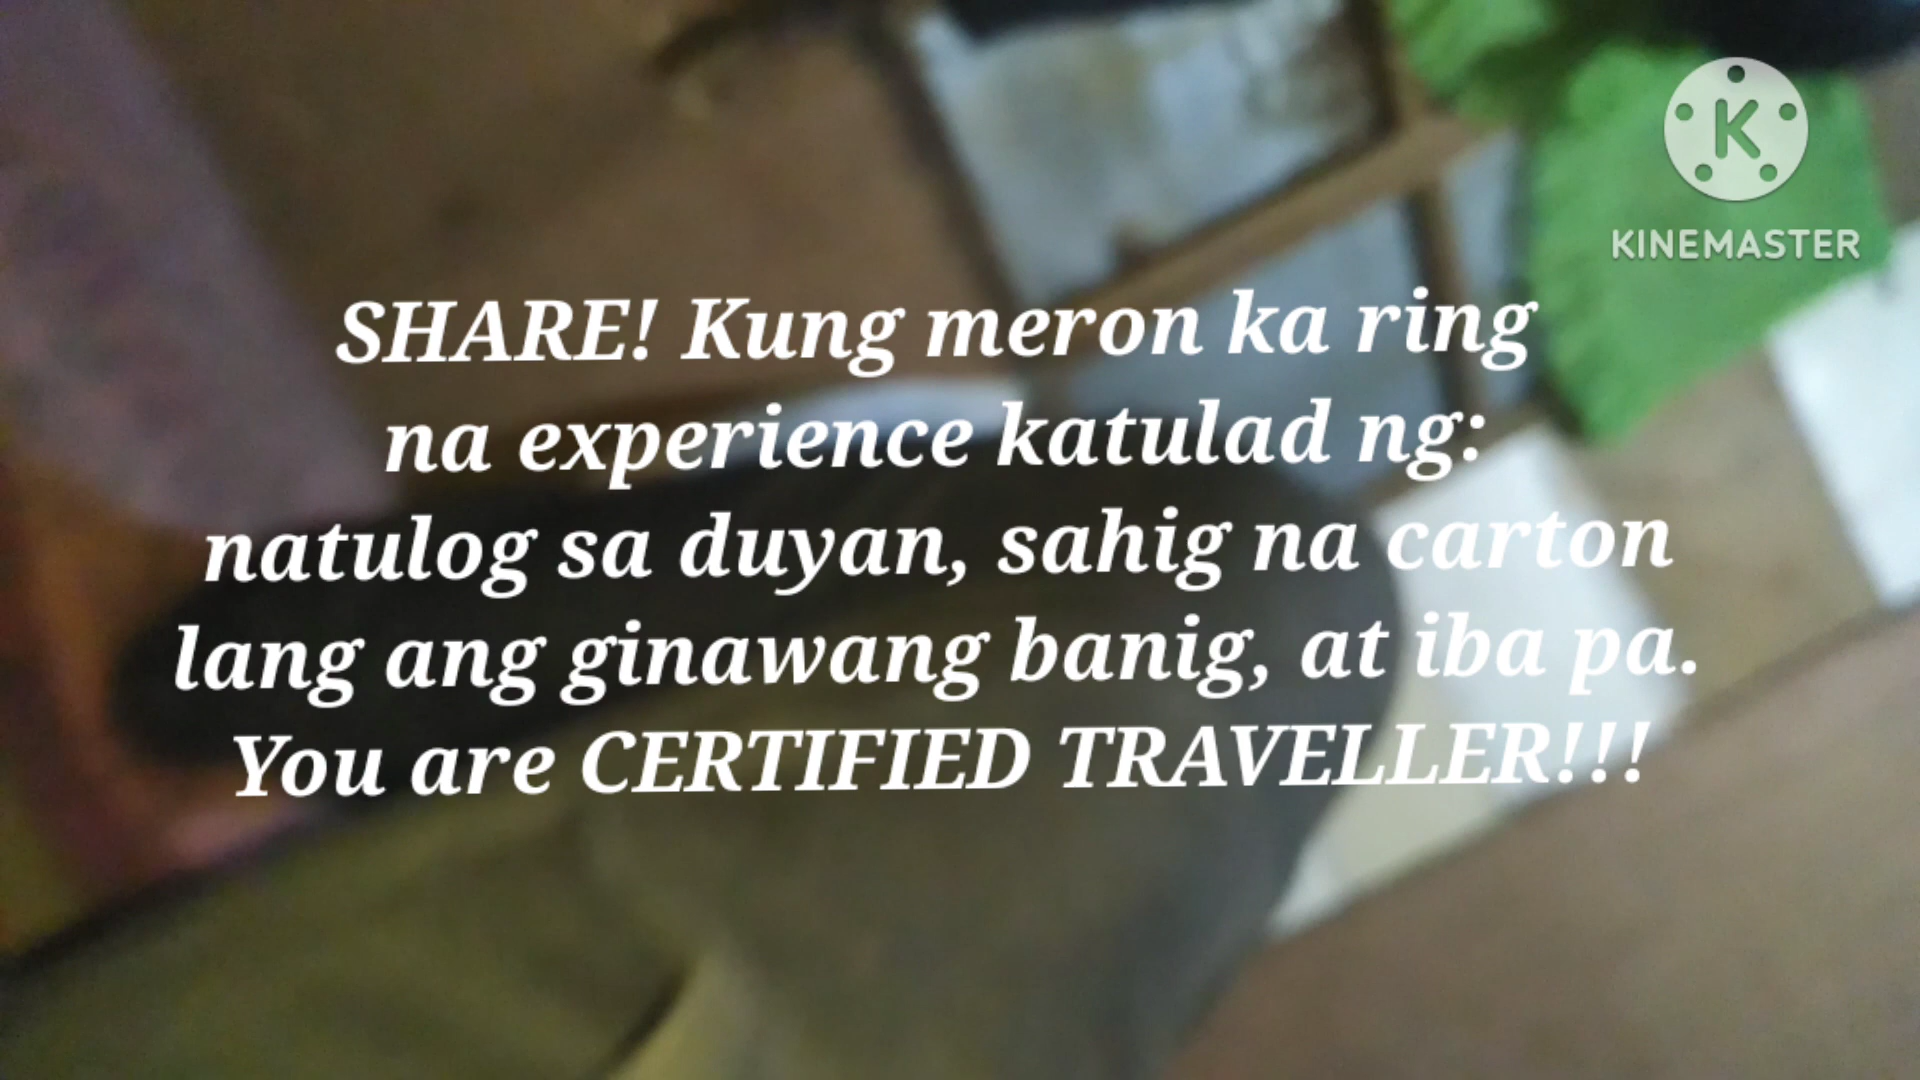 KINEMASTER
SHARE! Kung meron ka ring
na experience katulad ng:
natulog sa duyan, sahig na carton
lang ang ginawang banig, at iba pa.
You are CERTIFIED TRAVELLER!!!